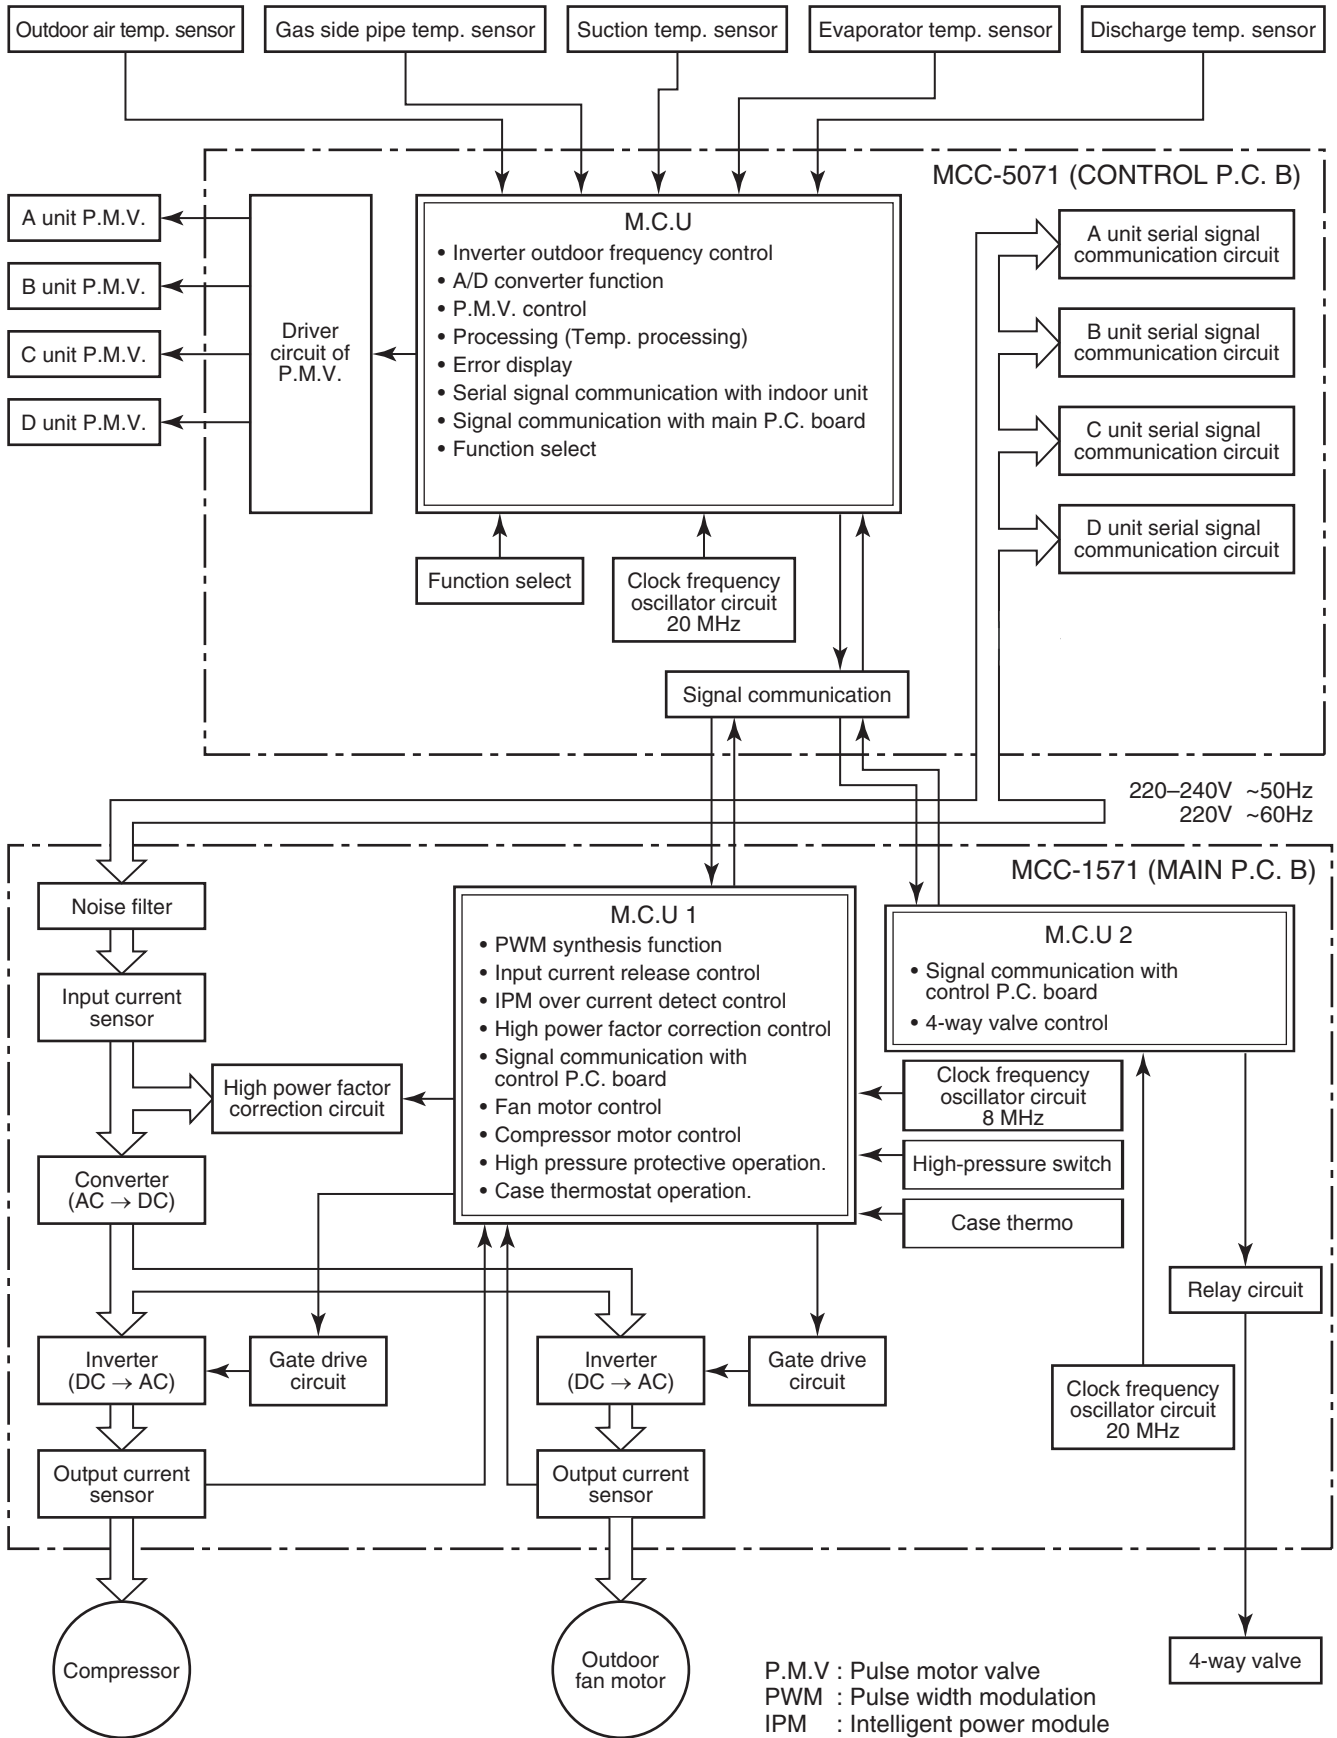 Outdoor air temp. sensor
Gas side pipe temp. sensor
Suction temp. sensor
Evaporator temp. sensor
Discharge temp. sensor
MCC-5071 (CONTROL P.C. B)
A unit P.M.V.
B unit P.M.V.
C unit P.M.V.
D unit P.M.V.
Driver
circuit of
P.M.V.
M.C.U
• Inverter outdoor frequency control
• A/D converter function
• P.M.V. control
• Processing (Temp. processing)
• Error display
• Serial signal communication with indoor unit
• Signal communication with main P.C. board
• Function select
A unit serial signal
communication circuit
B unit serial signal
communication circuit
C unit serial signal
communication circuit
D unit serial signal
communication circuit
Function select
Clock frequency
oscillator circuit
20 MHz
Signal communication
220–240V ~50Hz
220V ~60Hz
MCC-1571 (MAIN P.C. B)
Noise filter
Input current
sensor
High power factor
correction circuit
Converter
(AC → DC)
M.C.U 1
• PWM synthesis function
• Input current release control
• IPM over current detect control
• High power factor correction control
• Signal communication with
control P.C. board
• Fan motor control
• Compressor motor control
• High pressure protective operation.
• Case thermostat operation.
M.C.U 2
• Signal communication with
control P.C. board
• 4-way valve control
Clock frequency
oscillator circuit
8 MHz
High-pressure switch
Case thermo
Relay circuit
Inverter
(DC → AC)
Gate drive
circuit
Inverter
(DC → AC)
Gate drive
circuit
Clock frequency
oscillator circuit
20 MHz
Output current
sensor
Output current
sensor
Compressor
Outdoor
fan motor
4-way valve
P.M.V : Pulse motor valve
PWM : Pulse width modulation
IPM : Intelligent power module